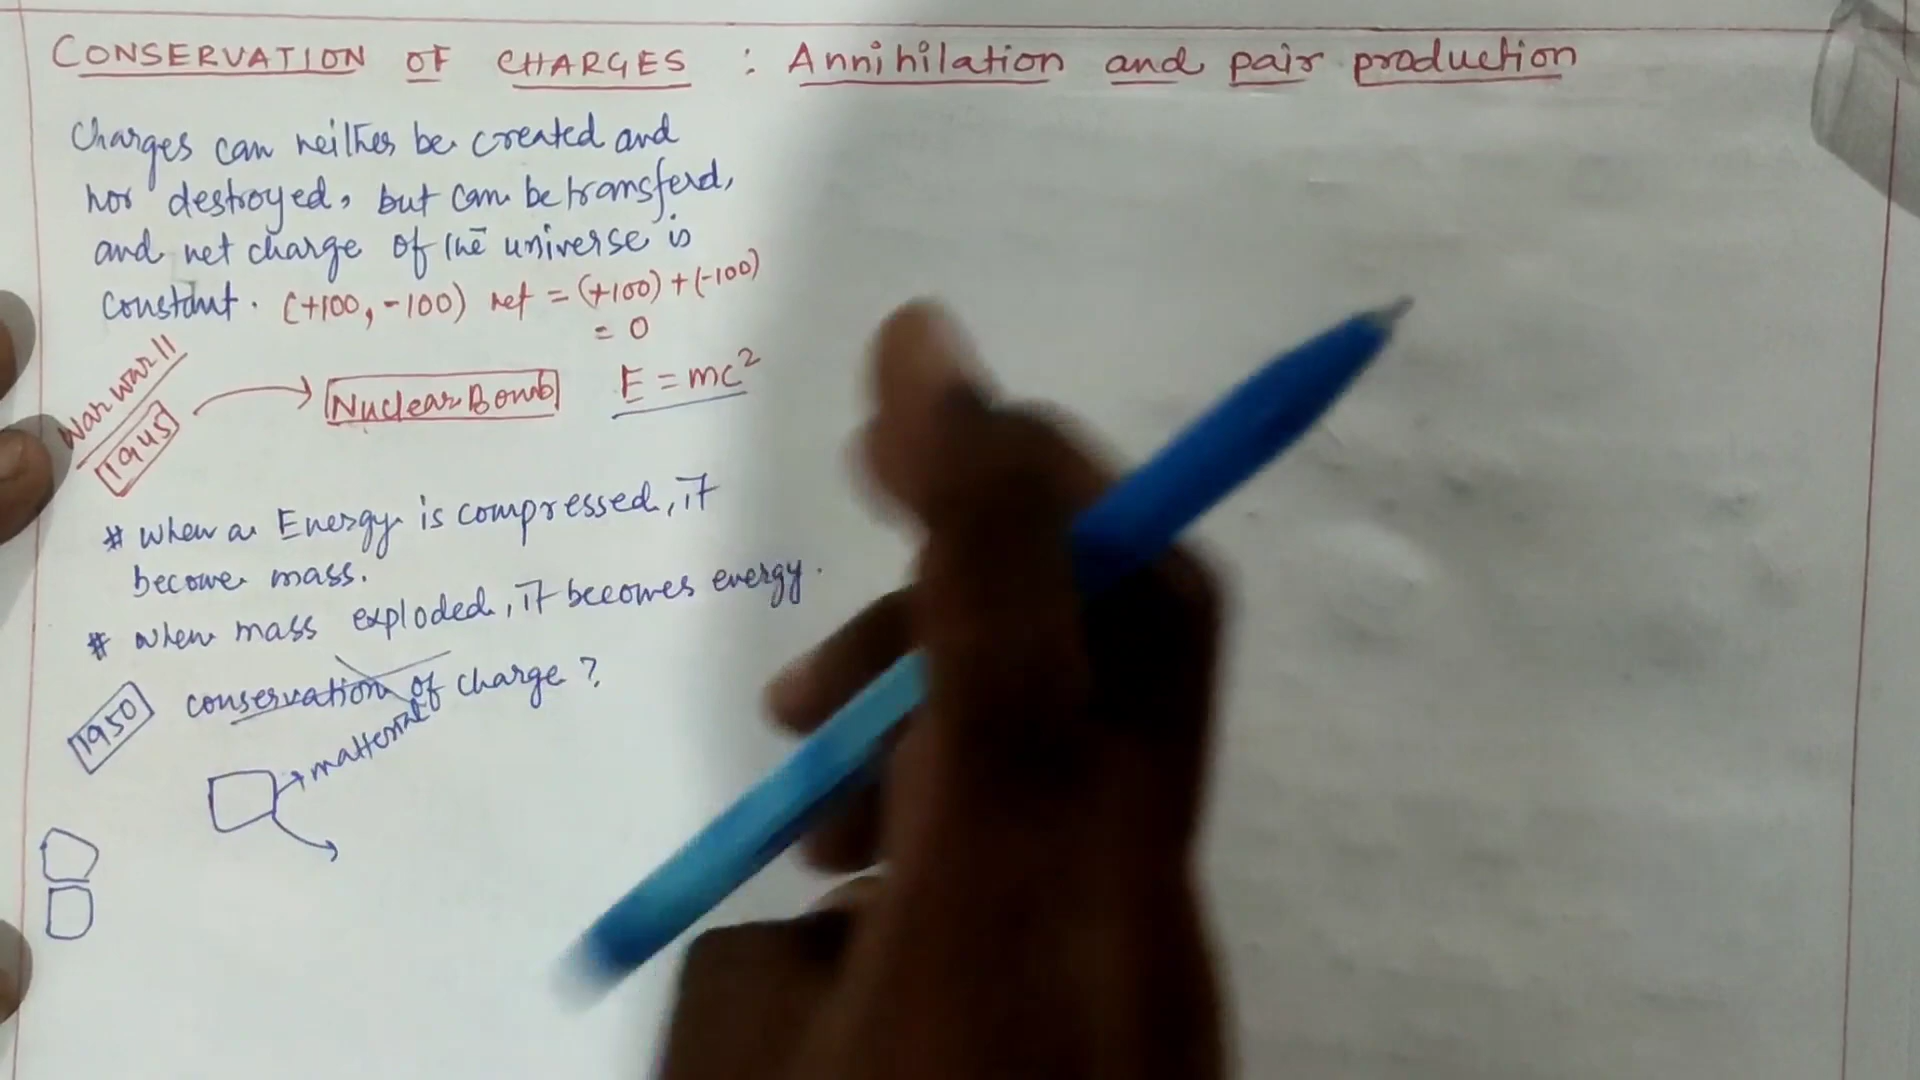 CONSERVATION OF CHARGES : Annihilation and pair production
Charges can neither be created and
nor destroyed, but can be transferd,
and net charge of the universe is
constant. (+100, -100) net = (+100) + (-100)
= 0
War war II
1945
Nuclear Bomb
E = mc²
# when a Energy is compressed, it
become mass.
# when mass exploded, it becomes energy.
1950
conservation of charge?
matterial